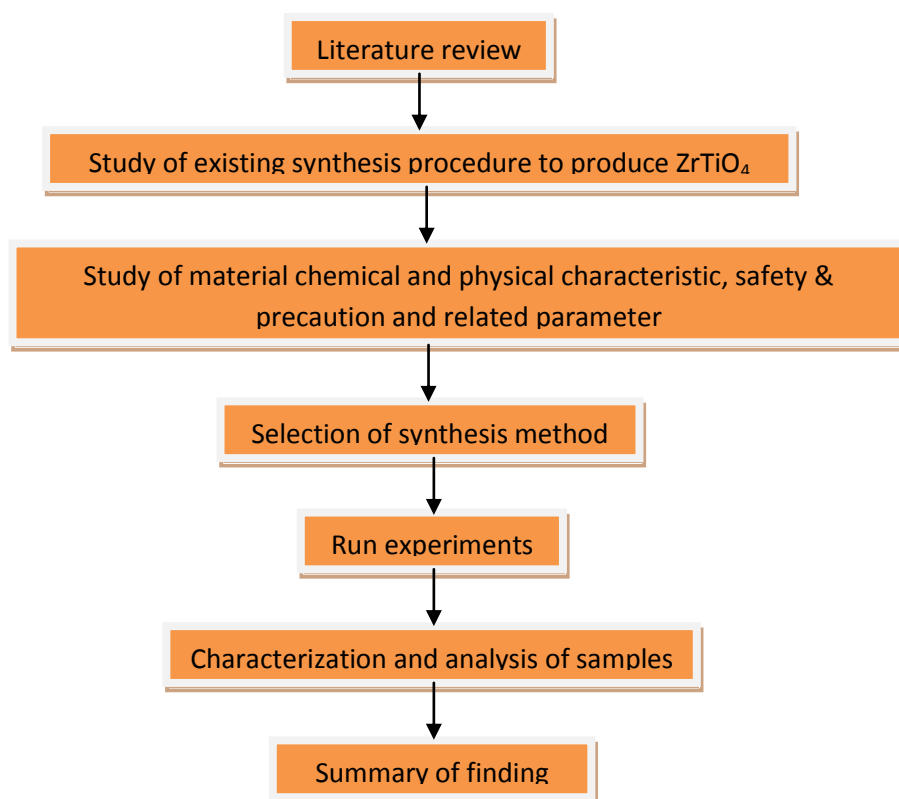 Literature review
Study of existing synthesis procedure to produce ZrTiO₄
Study of material chemical and physical characteristic, safety &
precaution and related parameter
Selection of synthesis method
Run experiments
Characterization and analysis of samples
Summary of finding